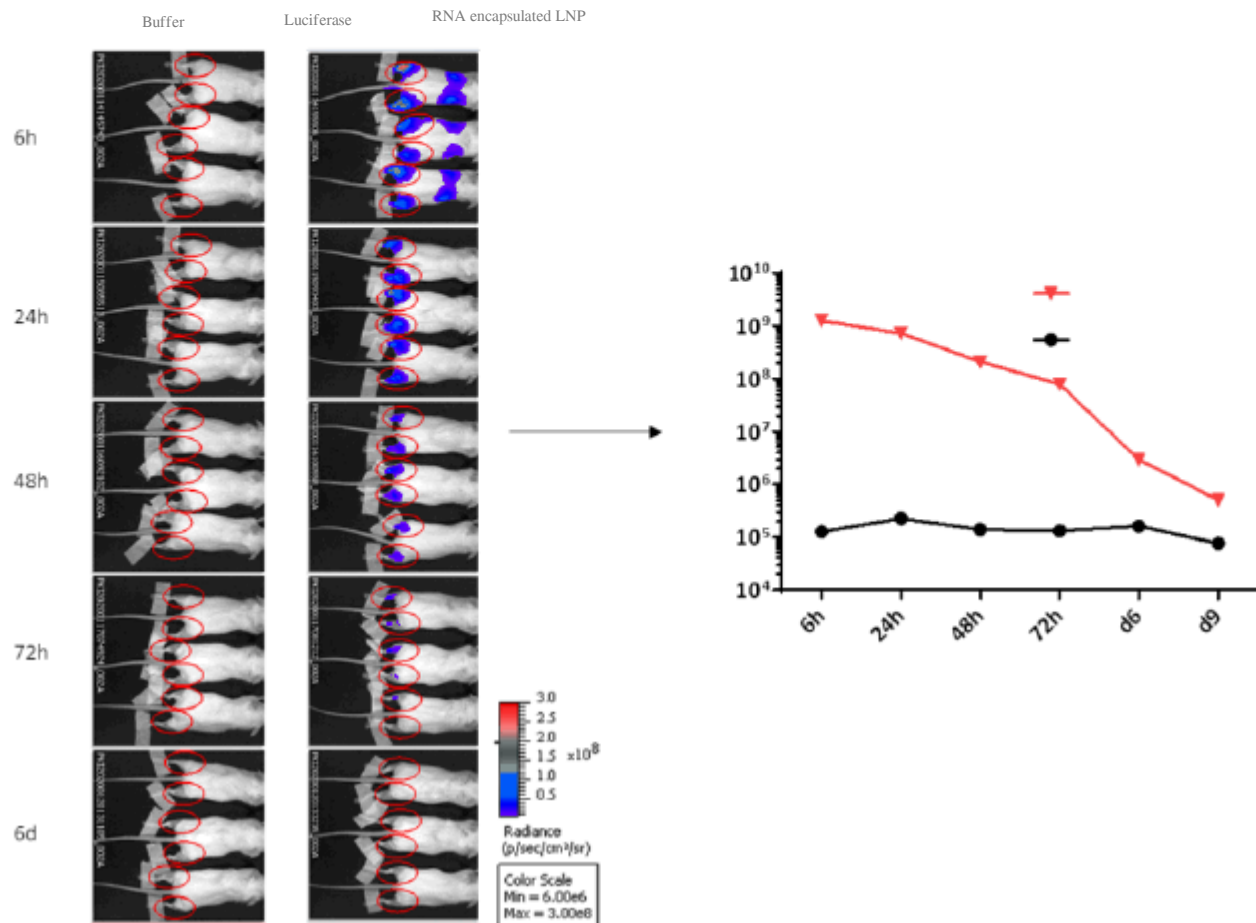 Buffer
Luciferase
RNA encapsulated LNP
6h
24h
48h
72h
6d
3.0
2.5
2.0
1.5
1.0
0.5
x10⁸
Radiance
(p/sec/cm²/sr)
Color Scale
Min = 6.00e6
Max = 3.00e8
10¹⁰
10⁹
10⁸
10⁷
10⁶
10⁵
10⁴
6h
24h
48h
72h
d6
d9